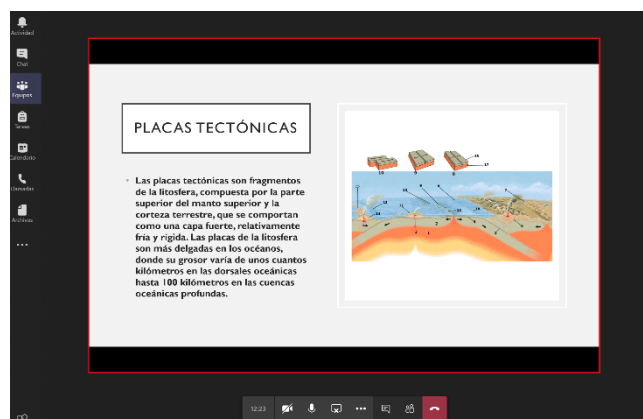 Actividad
Chat
Equipos
Tareas
Calendario
Llamadas
Archivos
PLACAS TECTÓNICAS
• Las placas tectónicas son fragmentos
de la litosfera, compuesta por la parte
superior del manto superior y la
corteza terrestre, que se comportan
como una capa fuerte, relativamente
fría y rígida. Las placas de la litosfera
son más delgadas en los océanos,
donde su grosor varía de unos cuantos
kilómetros en las dorsales oceánicas
hasta 100 kilómetros en las cuencas
oceánicas profundas.
12:23